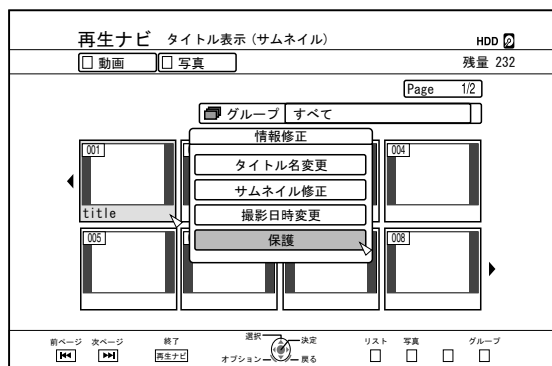 再生ナビ タイトル表示(サムネイル) HDD
動画 写真 残量 232
Page 1/2
グループ すべて
情報修正
001 004
タイトル名変更
サムネイル修正
撮影日時変更
title
保護
005 008
前ページ 次ページ 終了 選択 決定 リスト 写真 グループ
再生ナビ オプション 戻る